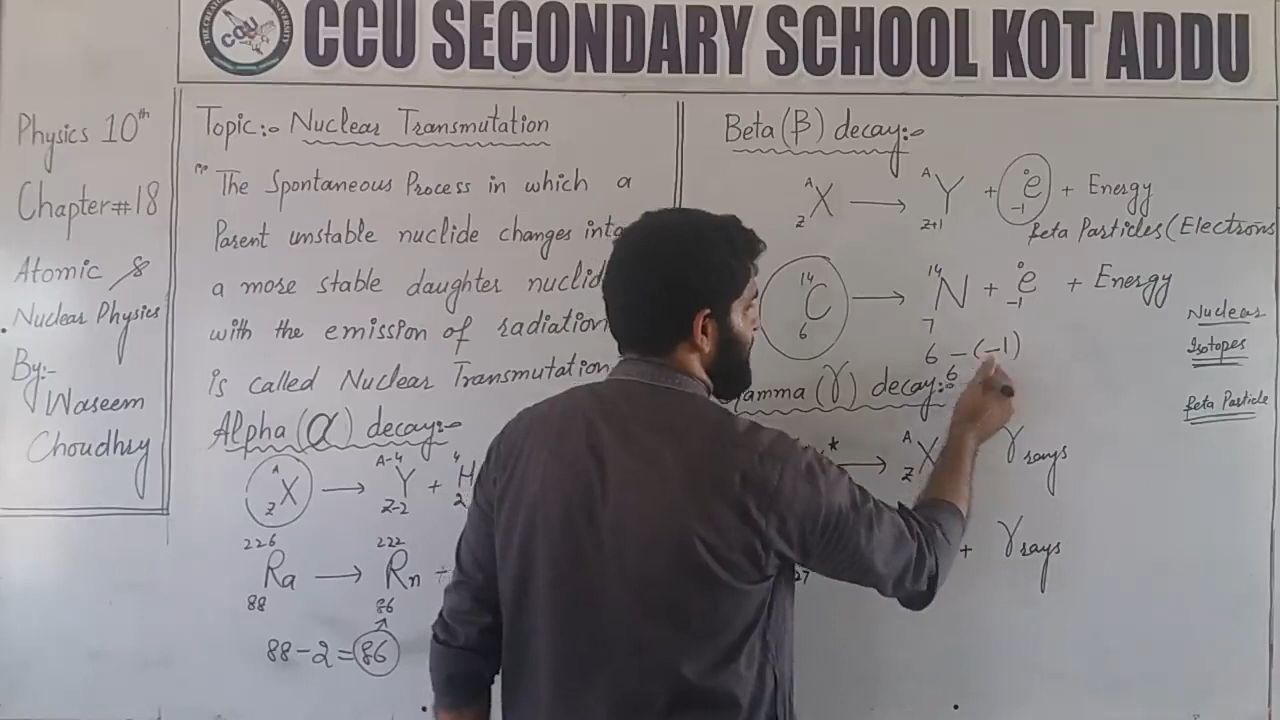 CCU SECONDARY SCHOOL KOT ADDU
Physics 10th
Chapter#18
Atomic &
Nuclear Physics
By:-
Waseem
Choudhry
Topic:- Nuclear Transmutation
"The Spontaneous Process in which a
Parent unstable nuclide changes into
a more stable daughter nuclid
with the emission of radiation
is called Nuclear Transmutation
Alpha (α) decay:-
A Z X → A-4 Z-2 Y + 4 2 H
226 88 Ra → 222 86 Rn +
88-2=86
Beta (β) decay:-
A Z X → A Z+1 Y + 0 -1 e + Energy
Beta Particles (Electrons
14 6 C → 14 7 N + 0 -1 e + Energy
6 - (-1)
6
Gamma (γ) decay:-
* → A Z X γ rays
27 + γ rays
Nuclear
Isotopes
Beta Particle